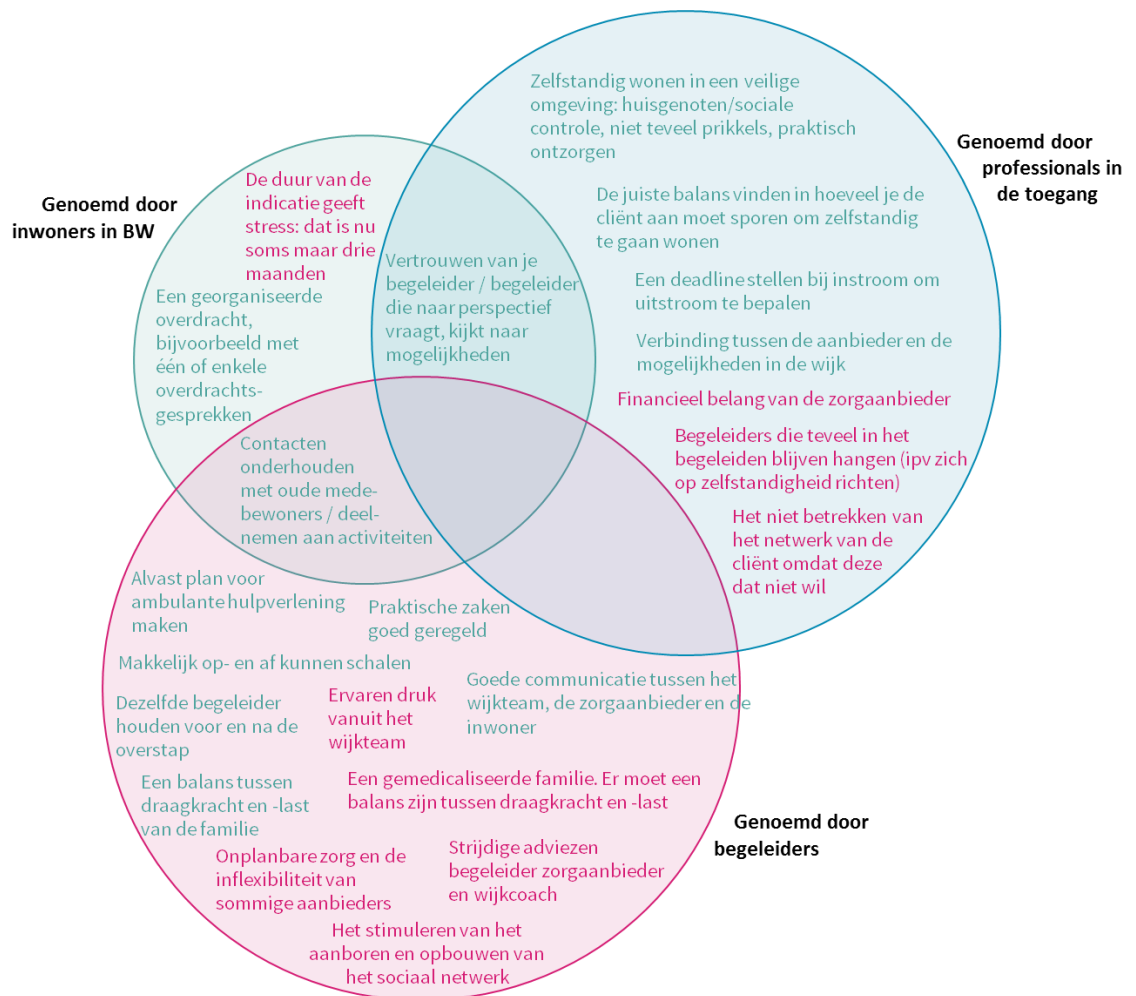 Zelfstandig wonen in een veilige
omgeving: huisgenoten/sociale
controle, niet teveel prikkels, praktisch
ontzorgen
Genoemd door
professionals in
de toegang
De juiste balans vinden in hoeveel je de
cliënt aan moet sporen om zelfstandig
te gaan wonen
Een deadline stellen bij instroom om
uitstroom te bepalen
Verbinding tussen de aanbieder en de
mogelijkheden in de wijk
Financieel belang van de zorgaanbieder
Begeleiders die teveel in het
begeleiden blijven hangen (ipv zich
op zelfstandigheid richten)
Het niet betrekken van
het netwerk van de
cliënt omdat deze
dat niet wil
Genoemd door
inwoners in BW
De duur van de
indicatie geeft
stress: dat is nu
soms maar drie
maanden
Een georganiseerde
overdracht,
bijvoorbeeld met
één of enkele
overdrachts-
gesprekken
Vertrouwen van je
begeleider / begeleider
die naar perspectief
vraagt, kijkt naar
mogelijkheden
Contacten
onderhouden
met oude mede-
bewoners / deel-
nemen aan activiteiten
Alvast plan voor
ambulante hulpverlening
maken
Praktische zaken
goed geregeld
Makkelijk op- en af kunnen schalen
Goede communicatie tussen het
wijkteam, de zorgaanbieder en de
inwoner
Dezelfde begeleider
houden voor en na de
overstap
Ervaren druk
vanuit het
wijkteam
Een balans tussen
draagkracht en -last
van de familie
Een gemedicaliseerde familie. Er moet een
balans zijn tussen draagkracht en -last
Genoemd door
begeleiders
Onplanbare zorg en de
inflexibiliteit van
sommige aanbieders
Strijdige adviezen
begeleider zorgaanbieder
en wijkcoach
Het stimuleren van het
aanboren en opbouwen van
het sociaal netwerk